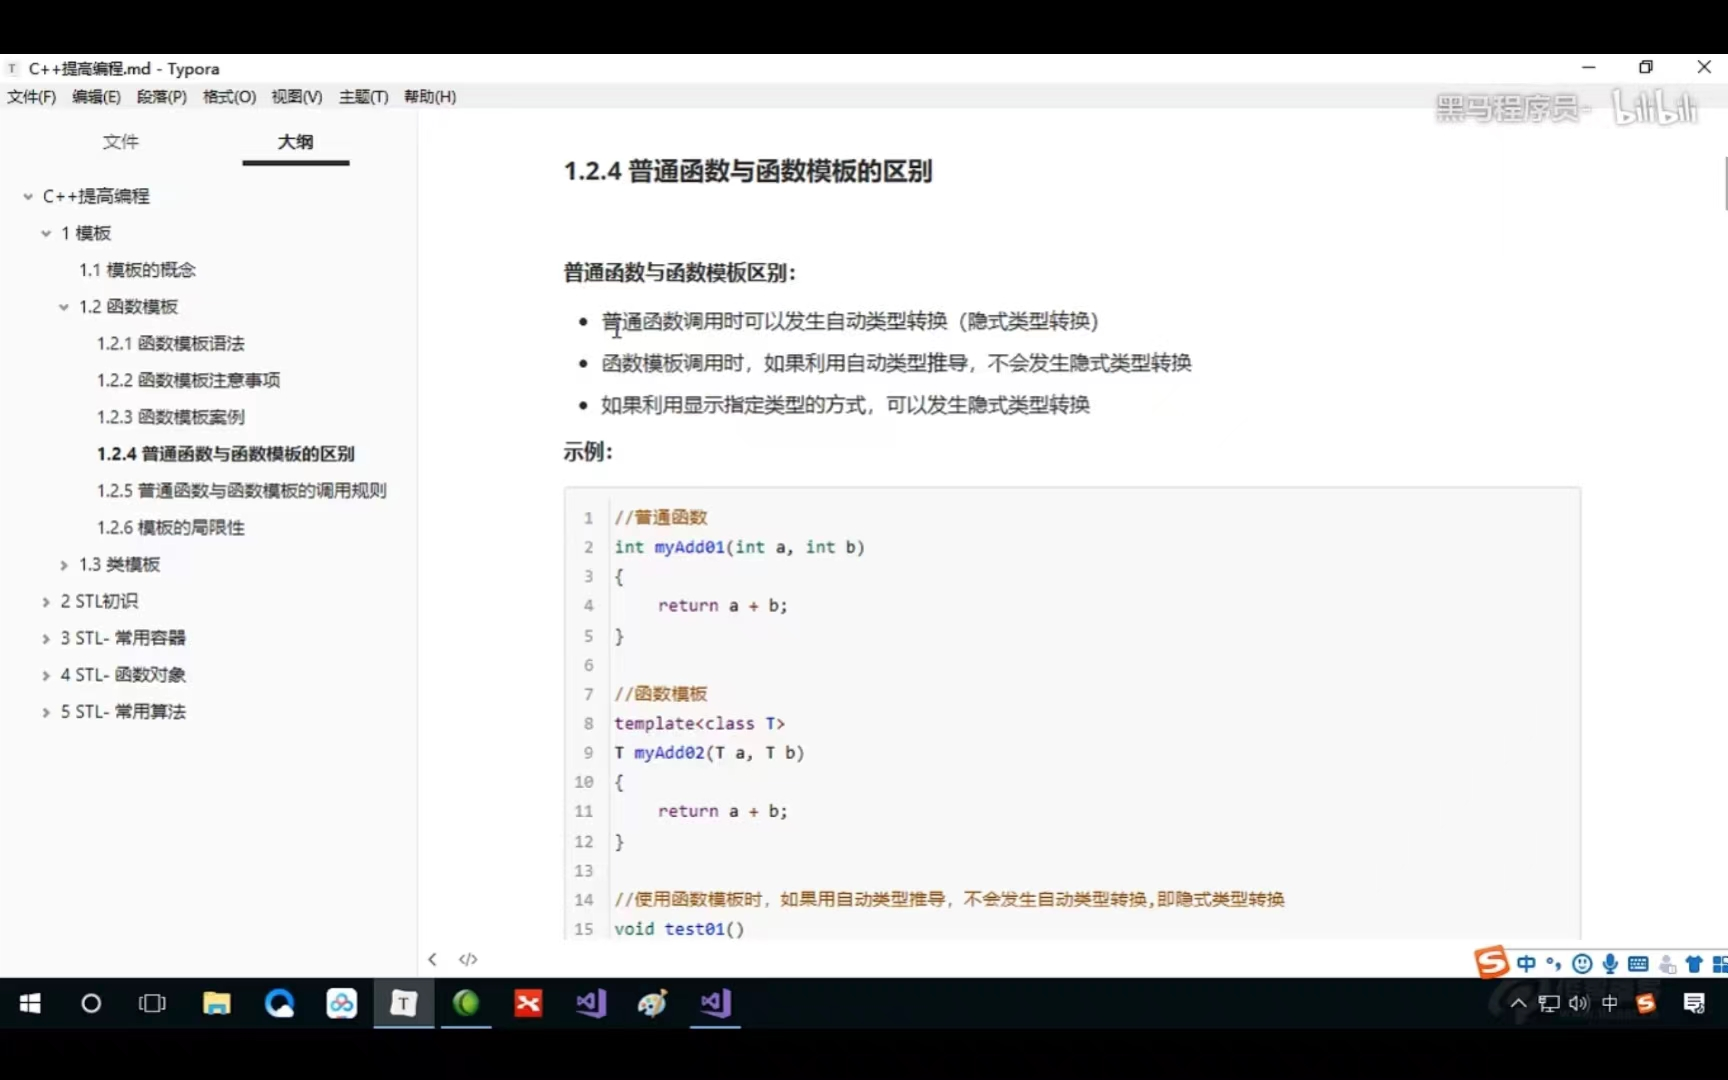 C++提高编程.md - Typora
文件(F) 编辑(E) 段落(P) 格式(O) 视图(V) 主题(T) 帮助(H)
黑马程序员- bilibili
文件 大纲
C++提高编程
1 模板
1.1 模板的概念
1.2 函数模板
1.2.1 函数模板语法
1.2.2 函数模板注意事项
1.2.3 函数模板案例
1.2.4 普通函数与函数模板的区别
1.2.5 普通函数与函数模板的调用规则
1.2.6 模板的局限性
1.3 类模板
2 STL初识
3 STL- 常用容器
4 STL- 函数对象
5 STL- 常用算法
1.2.4 普通函数与函数模板的区别
普通函数与函数模板区别：
普通函数调用时可以发生自动类型转换（隐式类型转换）
函数模板调用时，如果利用自动类型推导，不会发生隐式类型转换
如果利用显示指定类型的方式，可以发生隐式类型转换
示例：
1 //普通函数
2 int myAdd01(int a, int b)
3 {
4 return a + b;
5 }
6
7 //函数模板
8 template<class T>
9 T myAdd02(T a, T b)
10 {
11 return a + b;
12 }
13
14 //使用函数模板时，如果用自动类型推导，不会发生自动类型转换,即隐式类型转换
15 void test01()
中
中